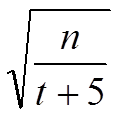 √(n/(t + 5))